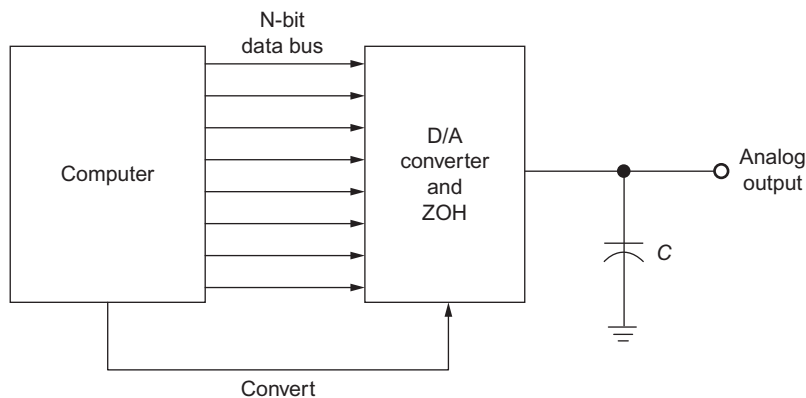 N-bit
data bus
Computer
D/A
converter
and
ZOH
Analog
output
C
Convert